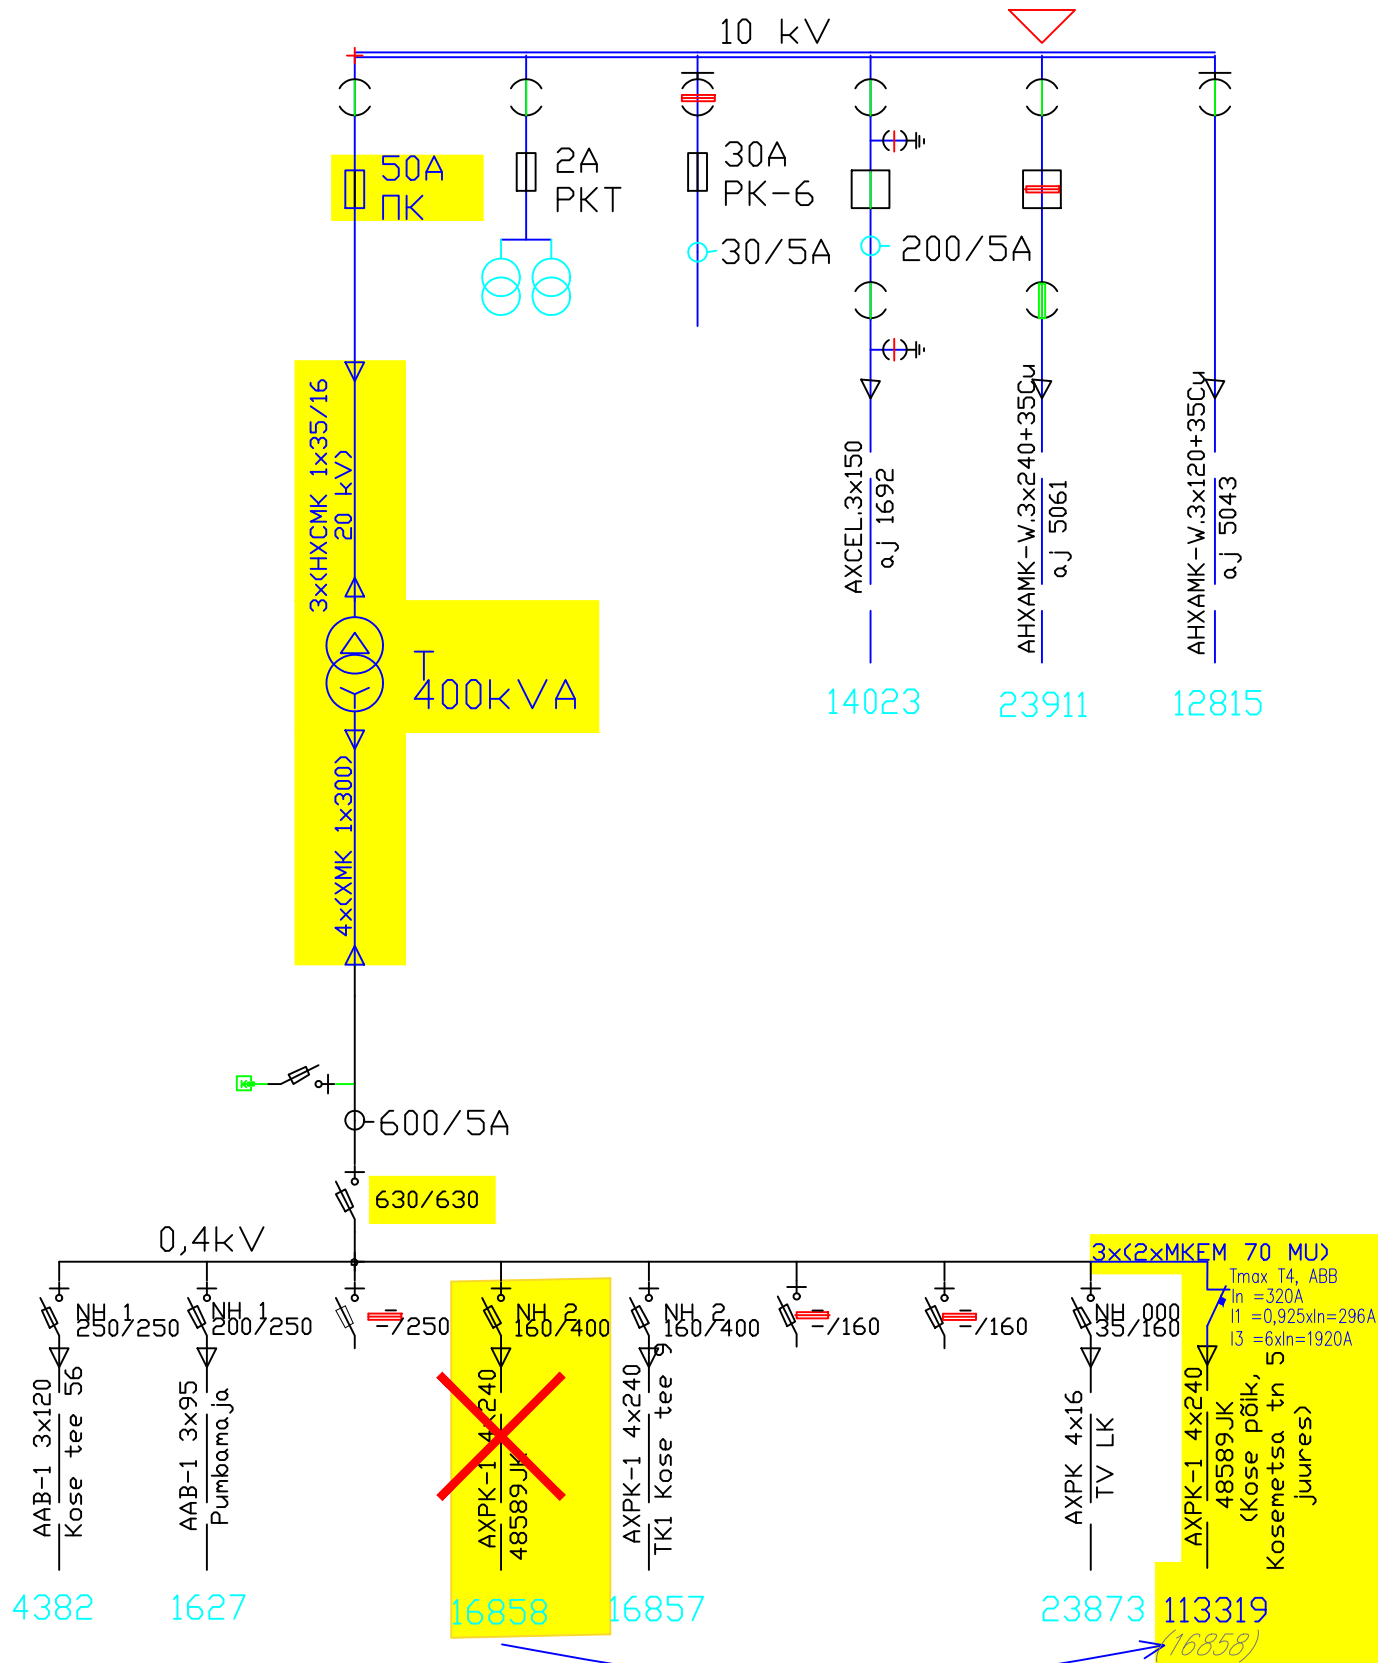 10 kV
50A
ПК
2A
PKT
30A
PK-6
30/5A
200/5A
3x(HXCMK 1x35/16
20 kV)
AXCEL.3x150
aj 1692
AHXAMK-W.3x240+35Cu
aj 5061
AHXAMK-W.3x120+35Cu
aj 5043
T
400kVA
14023
23911
12815
4x(XMK 1x300)
600/5A
630/630
0,4kV
3x(2xMKEM 70 MU)
Tmax T4, ABB
In =320A
I1 =0,925xIn=296A
I3 =6xIn=1920A
NH 1
250/250
NH 1
200/250
-
-/250
NH 2
160/400
NH 2
160/400
-
-/160
-
-/160
NH 000
35/160
AAB-1 3x120
Kose tee 56
AAB-1 3x95
Pumbamaja
AXPK-1 4x240
48589JK
AXPK-1 4x240
TK1 Kose tee 9
AXPK 4x16
TV LK
AXPK-1 4x240
48589JK
(Kose põik,
Kosemetsa tn 5
juures)
4382
1627
16858
16857
23873
113319
(16858)